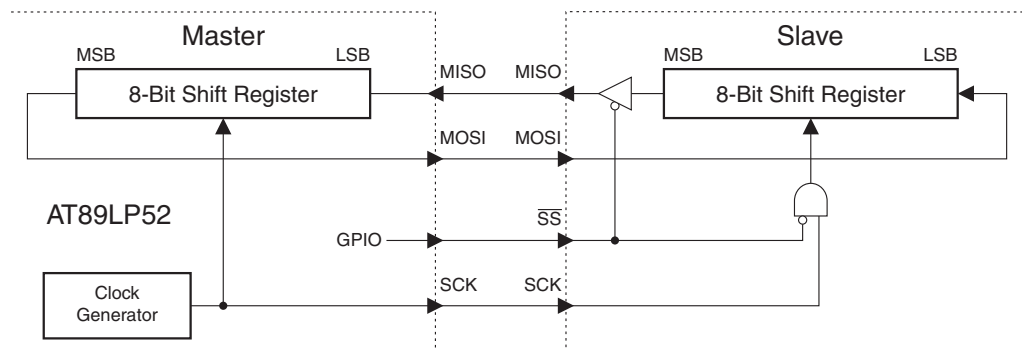 Master
Slave
MSB
LSB
MSB
LSB
8-Bit Shift Register
MISO
MISO
8-Bit Shift Register
MOSI
MOSI
AT89LP52
GPIO
S̅S̅
Clock
Generator
SCK
SCK